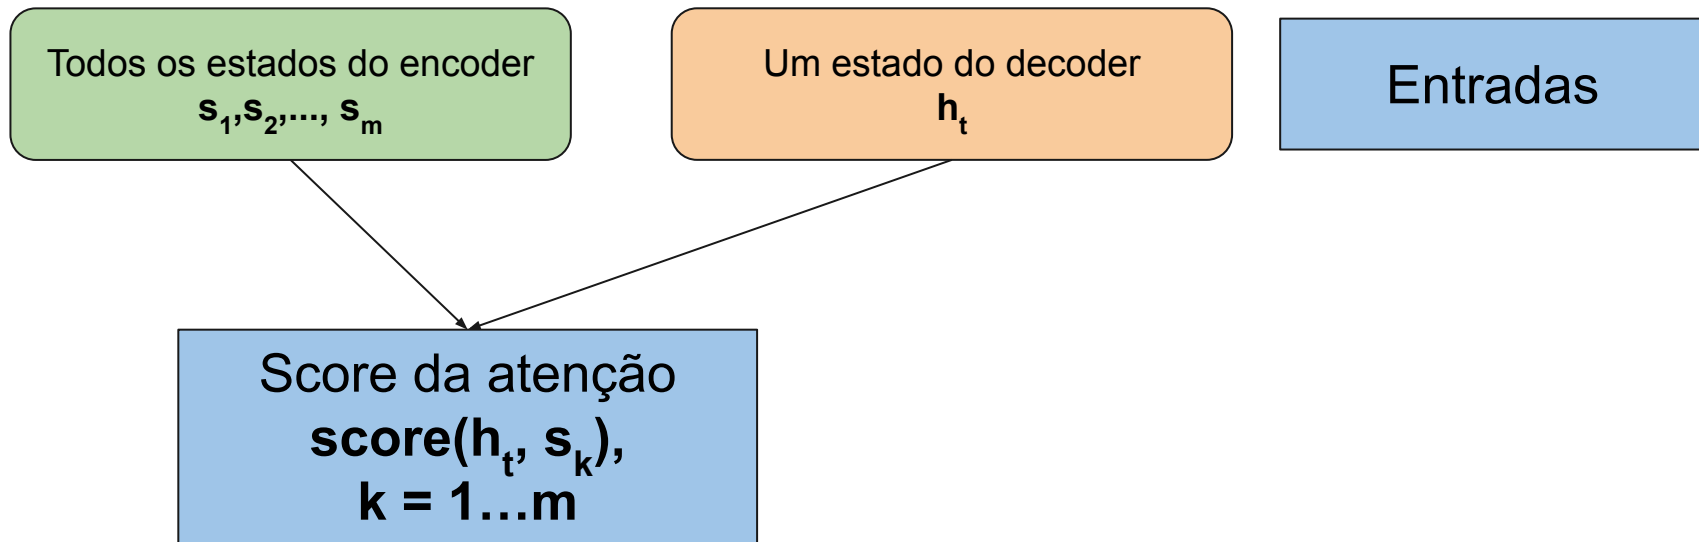 Todos os estados do encoder
s₁,s₂,..., sₘ
Um estado do decoder
hₜ
Entradas
Score da atenção
score(hₜ, sₖ),
k = 1…m